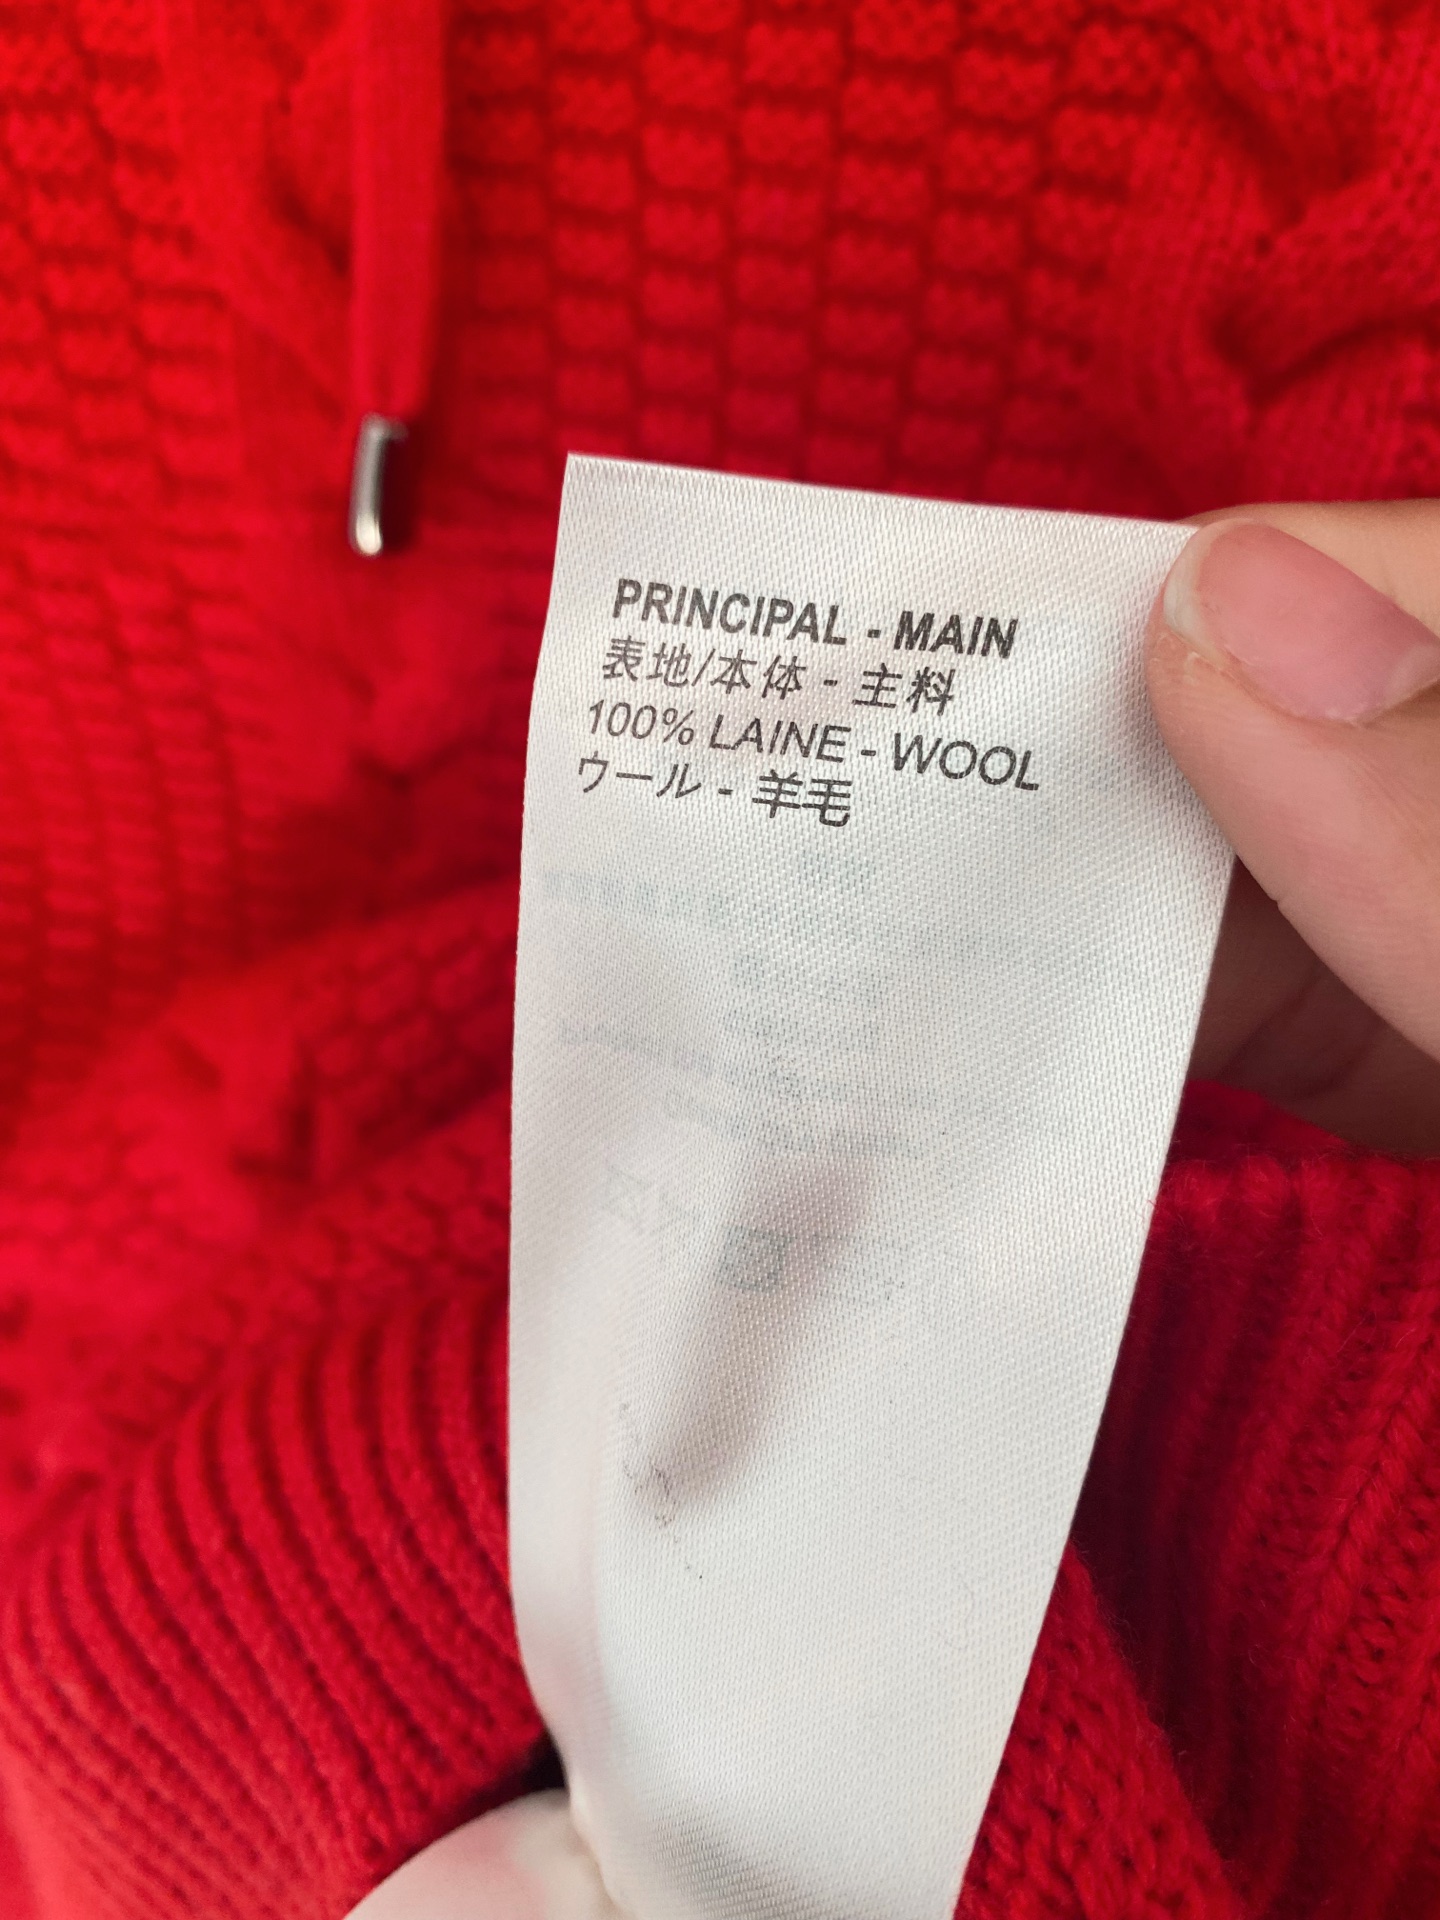 PRINCIPAL - MAIN
表地/本体 - 主料
100% LAINE - WOOL
ウール - 羊毛